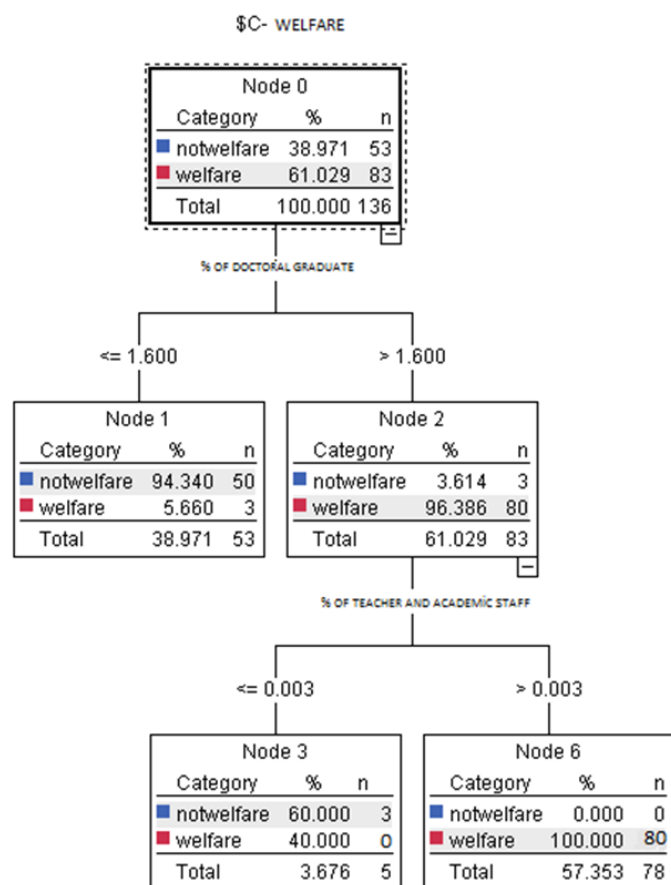 $C- WELFARE
Node 0
Category % n
notwelfare 38.971 53
welfare 61.029 83
Total 100.000 136
% OF DOCTORAL GRADUATE
<= 1.600
> 1.600
Node 1
Category % n
notwelfare 94.340 50
welfare 5.660 3
Total 38.971 53
Node 2
Category % n
notwelfare 3.614 3
welfare 96.386 80
Total 61.029 83
% OF TEACHER AND ACADEMİC STAFF
<= 0.003
> 0.003
Node 3
Category % n
notwelfare 60.000 3
welfare 40.000 0
Total 3.676 5
Node 6
Category % n
notwelfare 0.000 0
welfare 100.000 80
Total 57.353 78